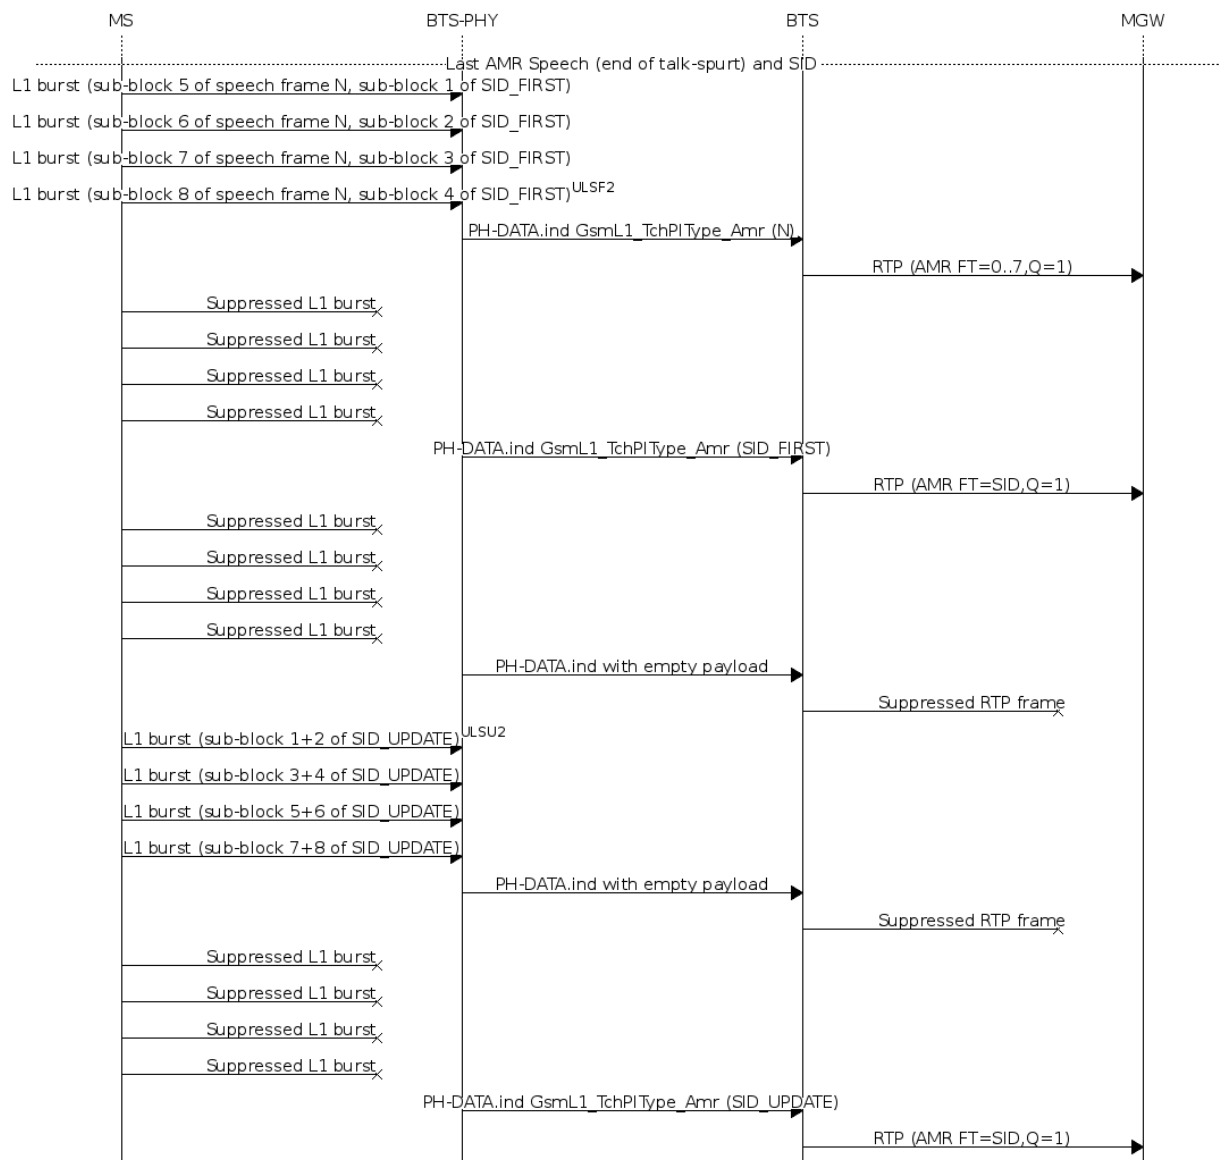 MS BTS-PHY BTS MGW
Last AMR Speech (end of talk-spurt) and SID
L1 burst (sub-block 5 of speech frame N, sub-block 1 of SID_FIRST)
L1 burst (sub-block 6 of speech frame N, sub-block 2 of SID_FIRST)
L1 burst (sub-block 7 of speech frame N, sub-block 3 of SID_FIRST)
L1 burst (sub-block 8 of speech frame N, sub-block 4 of SID_FIRST) ULSF2
PH-DATA.ind GsmL1_TchPlType_Amr (N)
RTP (AMR FT=0..7,Q=1)
Suppressed L1 burst
Suppressed L1 burst
Suppressed L1 burst
Suppressed L1 burst
PH-DATA.ind GsmL1_TchPlType_Amr (SID_FIRST)
RTP (AMR FT=SID,Q=1)
Suppressed L1 burst
Suppressed L1 burst
Suppressed L1 burst
Suppressed L1 burst
PH-DATA.ind with empty payload
Suppressed RTP frame
L1 burst (sub-block 1+2 of SID_UPDATE) ULSU2
L1 burst (sub-block 3+4 of SID_UPDATE)
L1 burst (sub-block 5+6 of SID_UPDATE)
L1 burst (sub-block 7+8 of SID_UPDATE)
PH-DATA.ind with empty payload
Suppressed RTP frame
Suppressed L1 burst
Suppressed L1 burst
Suppressed L1 burst
Suppressed L1 burst
PH-DATA.ind GsmL1_TchPlType_Amr (SID_UPDATE)
RTP (AMR FT=SID,Q=1)